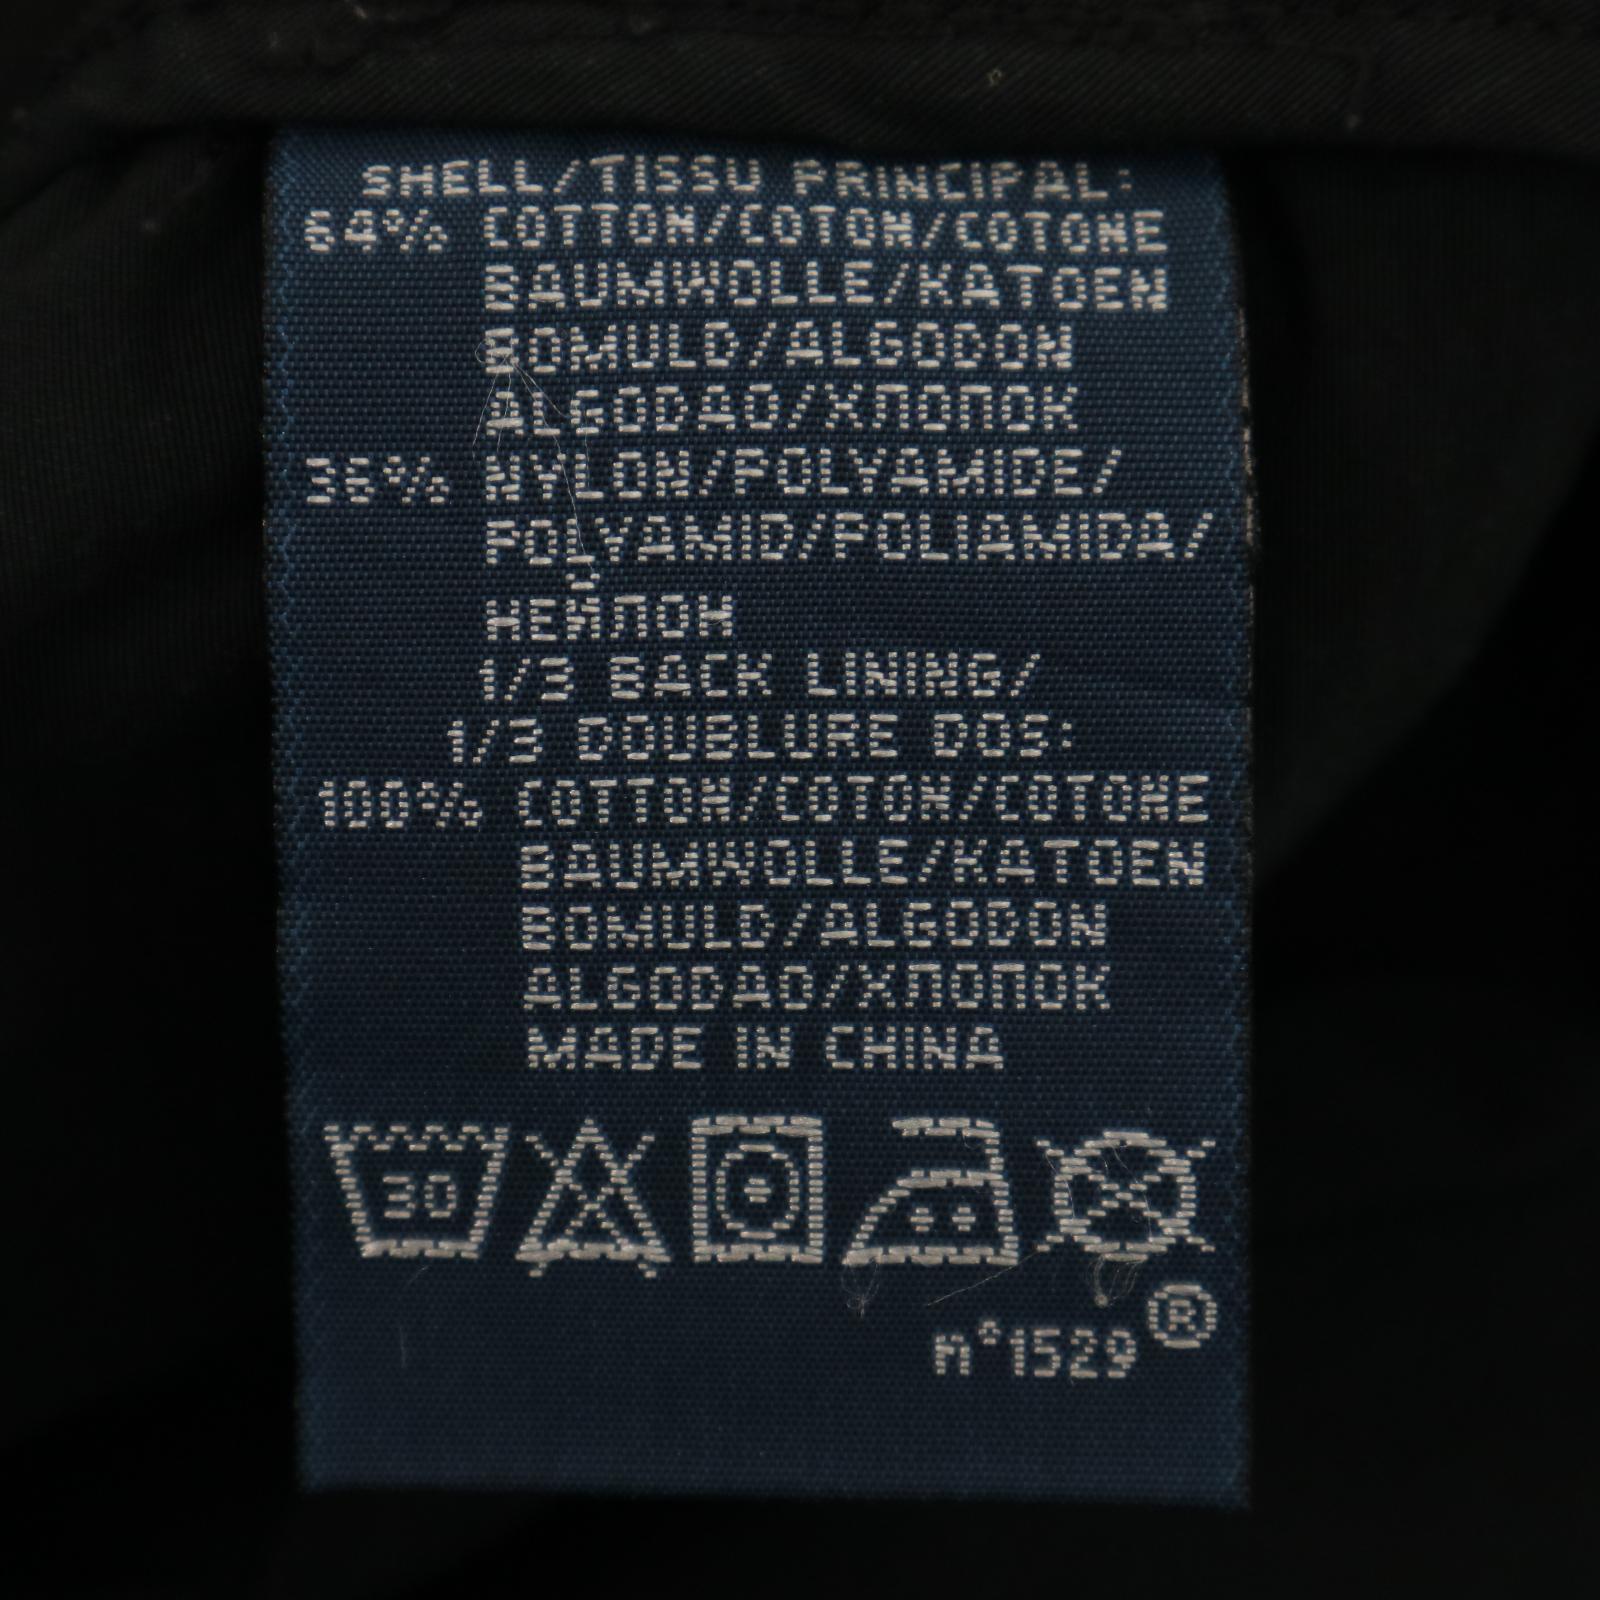 SHELL/TISSU PRINCIPAL:
64% COTTON/COTON/COTONE
BAUMWOLLE/KATOEN
BOMULD/ALGODON
ALGODAO/ХЛОПОК
36% NYLON/POLYAMIDE/
POLYAMID/POLIAMIDA/
НЕЙЛОН
1/3 BACK LINING/
1/3 DOUBLURE DOS:
100% COTTON/COTON/COTONE
BAUMWOLLE/KATOEN
BOMULD/ALGODON
ALGODAO/ХЛОПОК
MADE IN CHINA
30
n°1529®